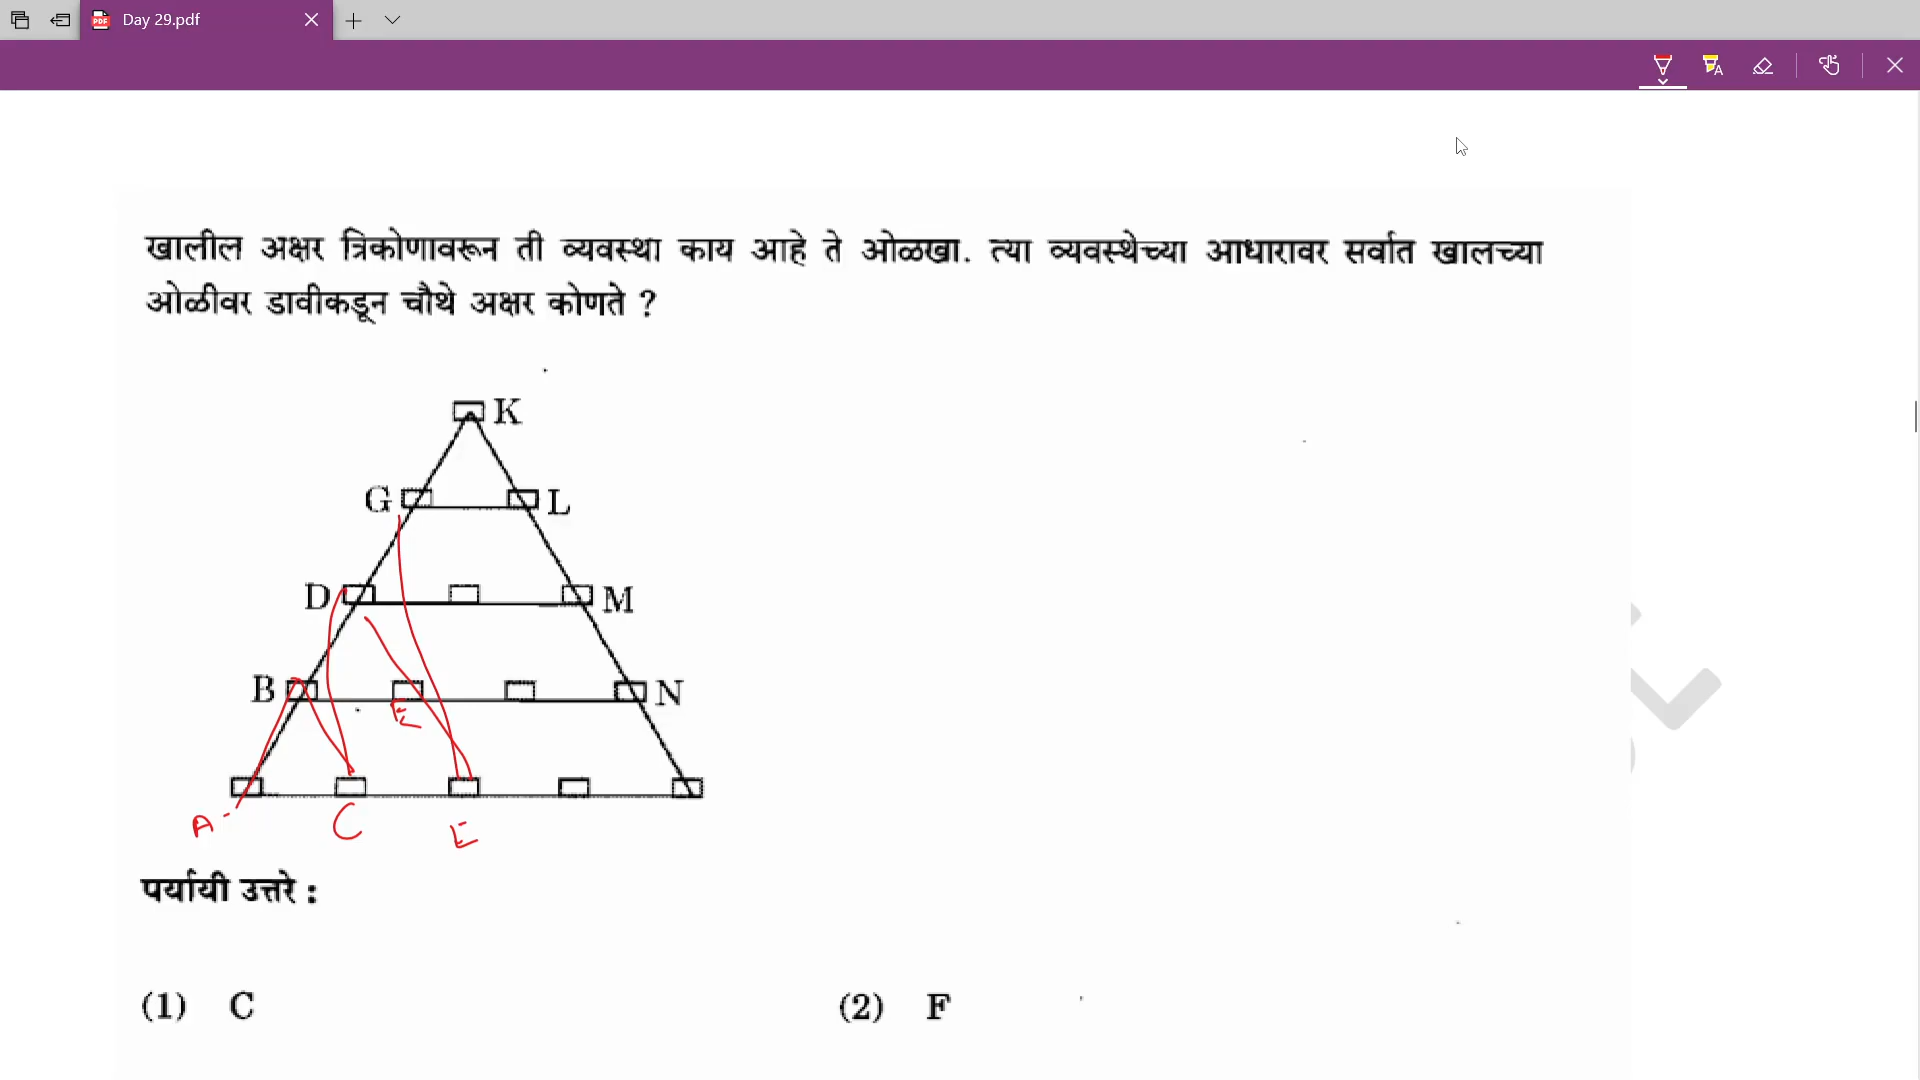 Day 29.pdf
खालील अक्षर त्रिकोणावरून ती व्यवस्था काय आहे ते ओळखा. त्या व्यवस्थेच्या आधारावर सर्वात खालच्या
ओळीवर डावीकडून चौथे अक्षर कोणते ?
K
G L
D M
B N
E
A C E
पर्यायी उत्तरे :
(1) C (2) F